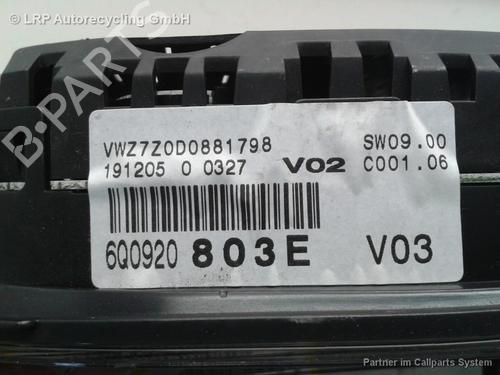 © LRP Autorecycling GmbH
B-PARTS
VWZ7Z0D0881798
SW09.00
191205 0 0327 V02 C001.06
6Q0920 803E V03
Partner im Callparts System